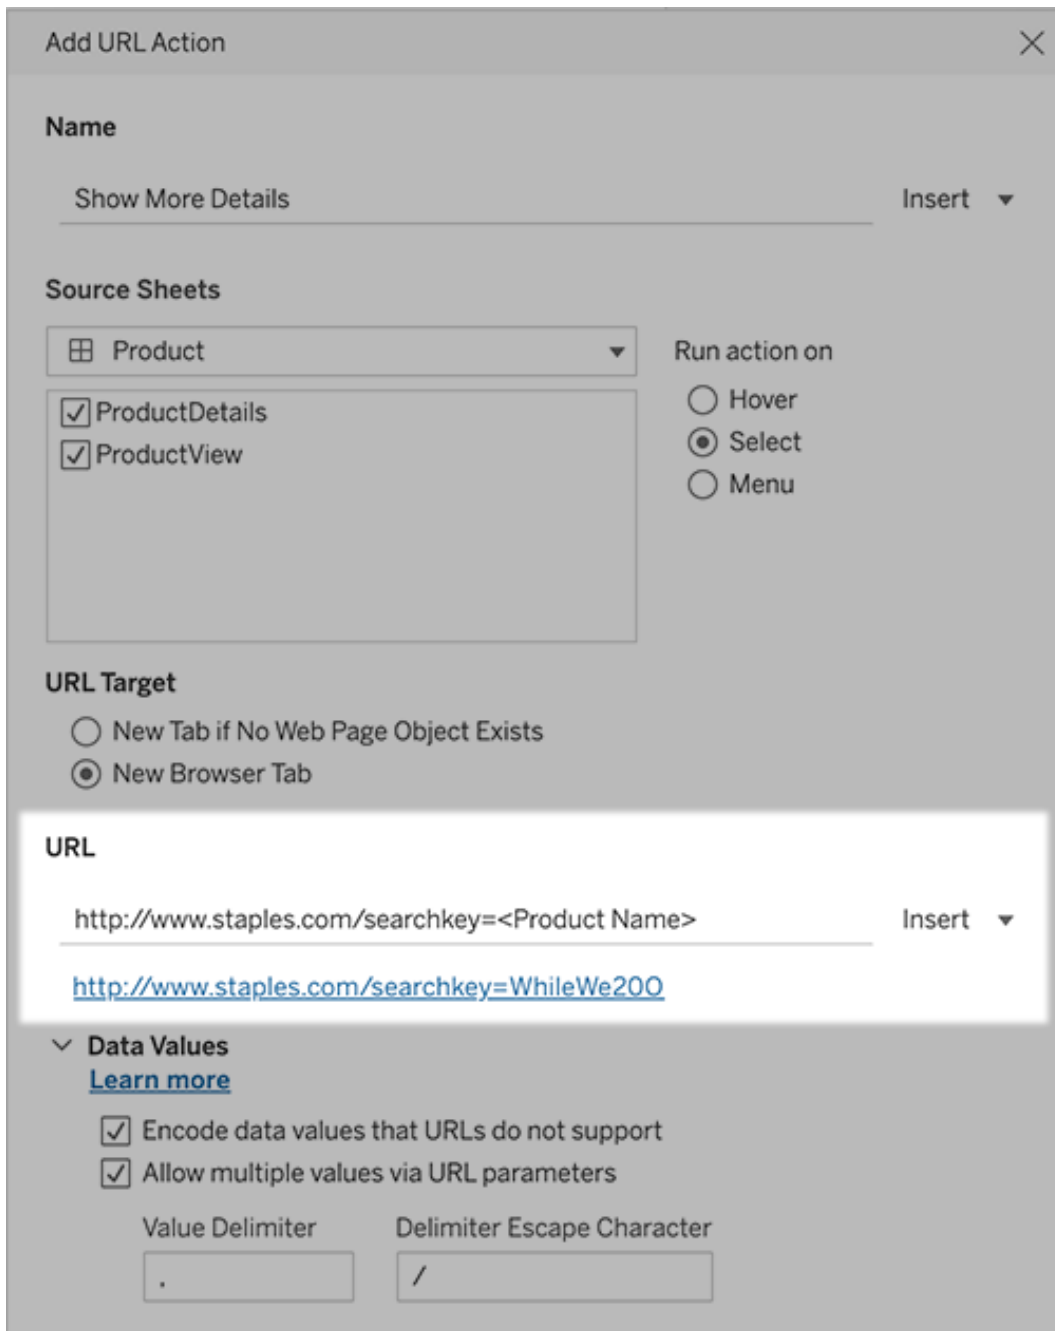 Add URL Action
Name
Show More Details
Insert
Source Sheets
Product
Run action on
ProductDetails
ProductView
Hover
Select
Menu
URL Target
New Tab if No Web Page Object Exists
New Browser Tab
URL
http://www.staples.com/searchkey=<Product Name>
Insert
http://www.staples.com/searchkey=WhileWe20O
Data Values
Learn more
Encode data values that URLs do not support
Allow multiple values via URL parameters
Value Delimiter
Delimiter Escape Character
,
/